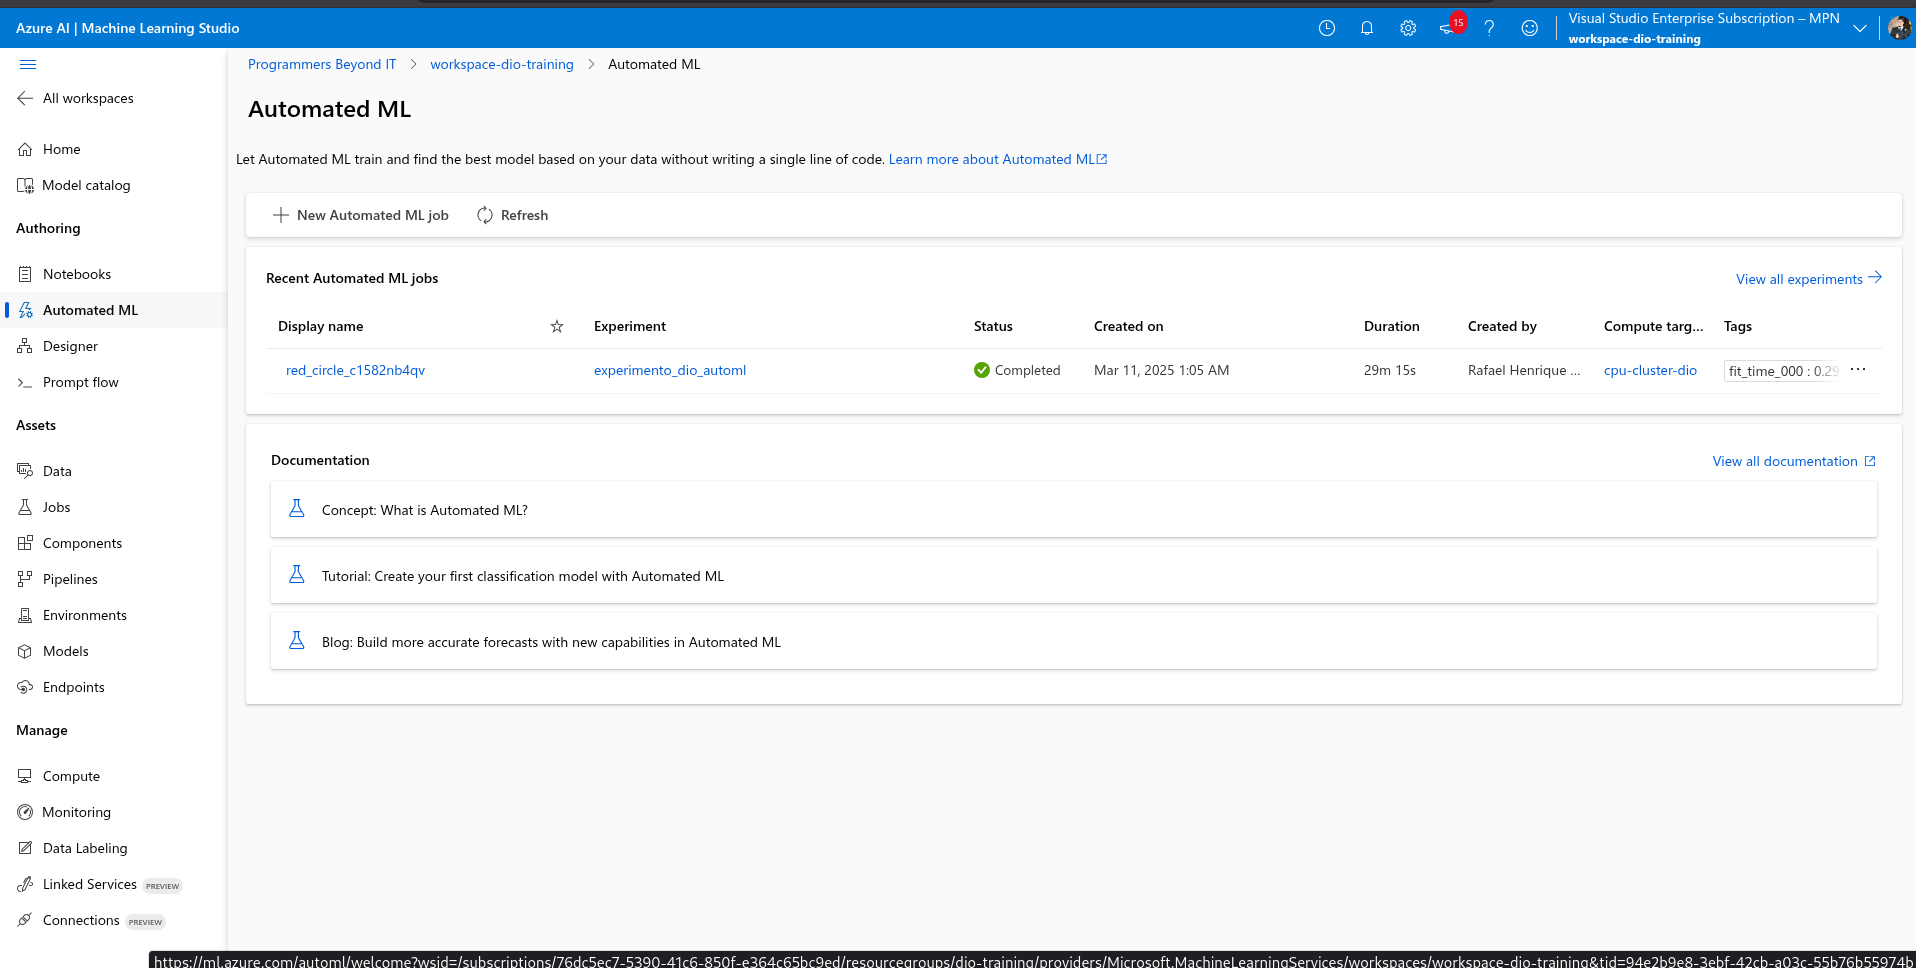 Azure AI | Machine Learning Studio
15
Visual Studio Enterprise Subscription – MPN
workspace-dio-training
All workspaces
Home
Model catalog
Authoring
Notebooks
Automated ML
Designer
Prompt flow
Assets
Data
Jobs
Components
Pipelines
Environments
Models
Endpoints
Manage
Compute
Monitoring
Data Labeling
Linked Services PREVIEW
Connections PREVIEW
Programmers Beyond IT > workspace-dio-training > Automated ML
Automated ML
Let Automated ML train and find the best model based on your data without writing a single line of code. Learn more about Automated ML
New Automated ML job Refresh
Recent Automated ML jobs View all experiments
Display name Experiment Status Created on Duration Created by Compute targ... Tags
red_circle_c1582nb4qv experimento_dio_automl Completed Mar 11, 2025 1:05 AM 29m 15s Rafael Henrique ... cpu-cluster-dio fit_time_000 : 0.29 ...
Documentation View all documentation
Concept: What is Automated ML?
Tutorial: Create your first classification model with Automated ML
Blog: Build more accurate forecasts with new capabilities in Automated ML
https://ml.azure.com/automl/welcome?wsid=/subscriptions/76dc5ec7-5390-41c6-850f-e364c65bc9ed/resourcegroups/dio-training/providers/Microsoft.MachineLearningServices/workspaces/workspace-dio-training&tid=94e2b9e8-3ebf-42cb-a03c-55b76b55974b